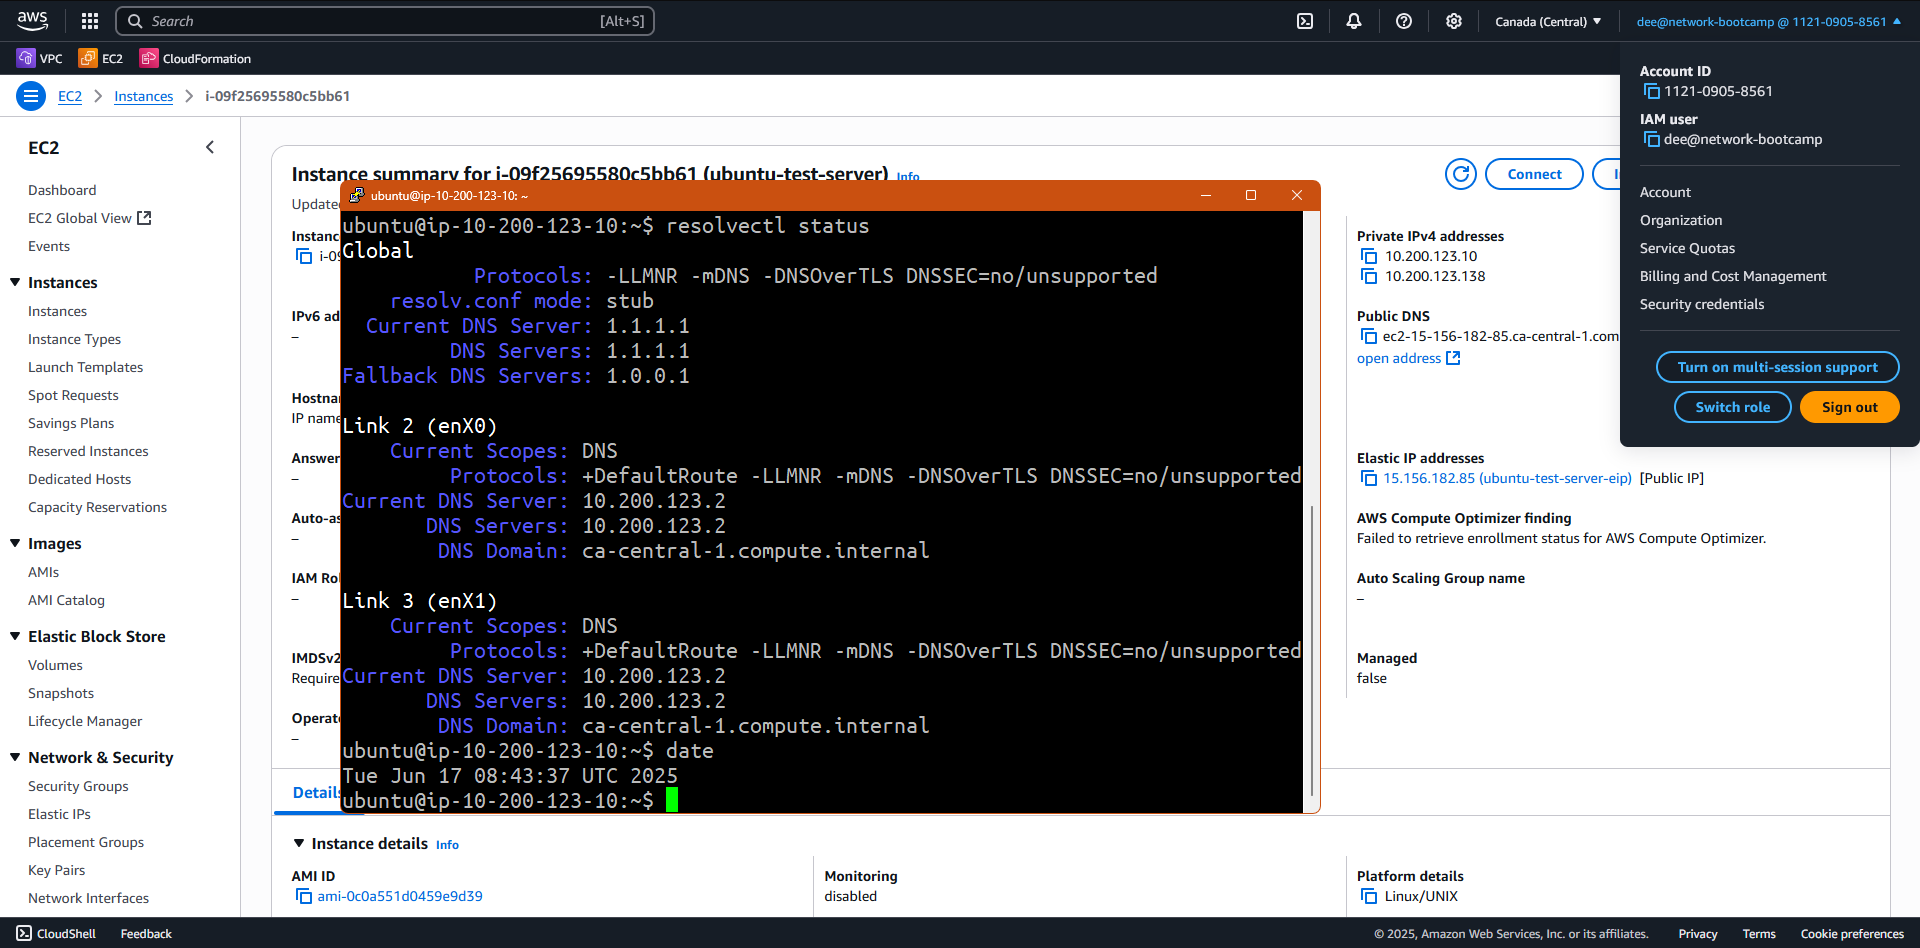 aws
Search [Alt+S]
Canada (Central)
dee@network-bootcamp @ 1121-0905-8561
VPC EC2 CloudFormation
EC2 Instances i-09f25695580c5bb61
Account ID
1121-0905-8561
IAM user
dee@network-bootcamp
Account
Organization
Service Quotas
Billing and Cost Management
Security credentials
Turn on multi-session support
Switch role
Sign out
EC2
Dashboard
EC2 Global View
Events
Instances
Instances
Instance Types
Launch Templates
Spot Requests
Savings Plans
Reserved Instances
Dedicated Hosts
Capacity Reservations
Images
AMIs
AMI Catalog
Elastic Block Store
Volumes
Snapshots
Lifecycle Manager
Network & Security
Security Groups
Elastic IPs
Placement Groups
Key Pairs
Network Interfaces
Instance summary for i-09f25695580c5bb61 (ubuntu-test-server) Info
Connect
Update
Instanc
i-09
IPv6 ad
–
Hostna
IP name
Answer
–
Auto-as
–
IAM Rol
–
IMDSv2
Require
Operat
–
ubuntu@ip-10-200-123-10: ~
ubuntu@ip-10-200-123-10:~$ resolvectl status
Global
Protocols: -LLMNR -mDNS -DNSOverTLS DNSSEC=no/unsupported
resolv.conf mode: stub
Current DNS Server: 1.1.1.1
DNS Servers: 1.1.1.1
Fallback DNS Servers: 1.0.0.1
Link 2 (enX0)
Current Scopes: DNS
Protocols: +DefaultRoute -LLMNR -mDNS -DNSOverTLS DNSSEC=no/unsupported
Current DNS Server: 10.200.123.2
DNS Servers: 10.200.123.2
DNS Domain: ca-central-1.compute.internal
Link 3 (enX1)
Current Scopes: DNS
Protocols: +DefaultRoute -LLMNR -mDNS -DNSOverTLS DNSSEC=no/unsupported
Current DNS Server: 10.200.123.2
DNS Servers: 10.200.123.2
DNS Domain: ca-central-1.compute.internal
ubuntu@ip-10-200-123-10:~$ date
Tue Jun 17 08:43:37 UTC 2025
ubuntu@ip-10-200-123-10:~$
Private IPv4 addresses
10.200.123.10
10.200.123.138
Public DNS
ec2-15-156-182-85.ca-central-1.com
open address
Elastic IP addresses
15.156.182.85 (ubuntu-test-server-eip) [Public IP]
AWS Compute Optimizer finding
Failed to retrieve enrollment status for AWS Compute Optimizer.
Auto Scaling Group name
–
Managed
false
Details
Instance details Info
AMI ID
ami-0c0a551d0459e9d39
Monitoring
disabled
Platform details
Linux/UNIX
CloudShell Feedback
© 2025, Amazon Web Services, Inc. or its affiliates. Privacy Terms Cookie preferences